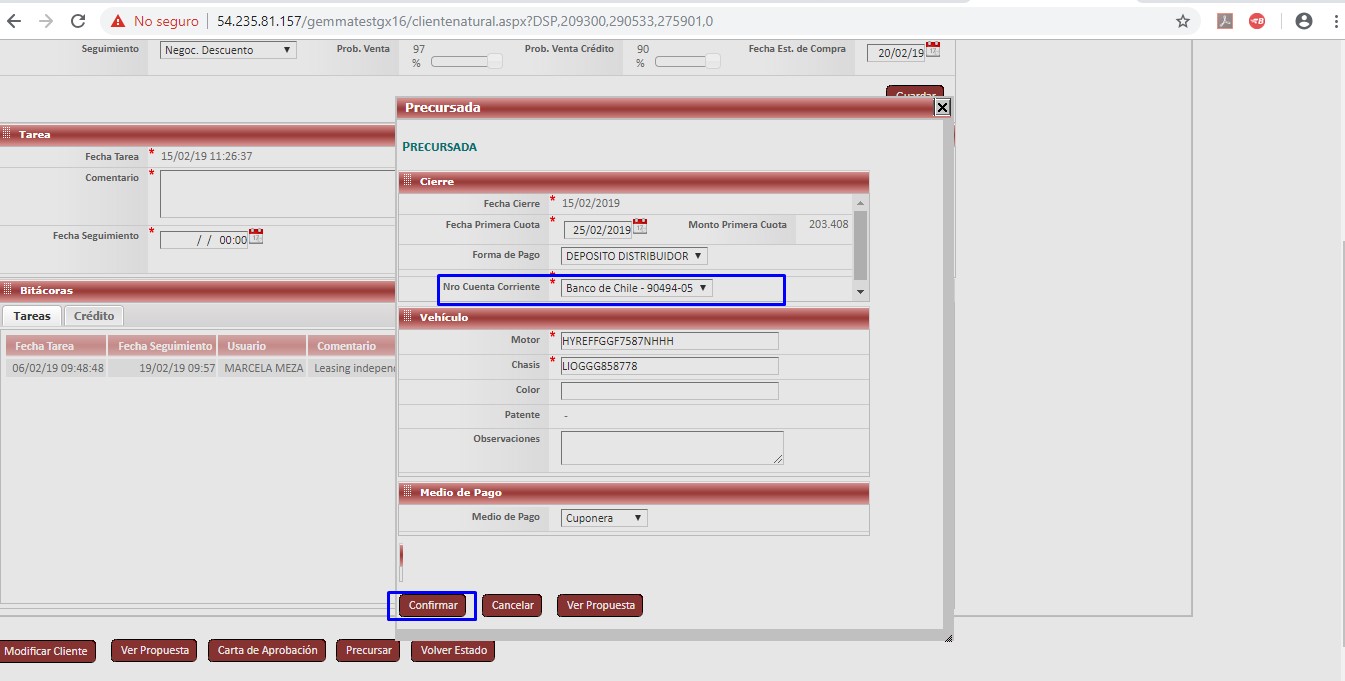 No seguro | 54.235.81.157/gemmatestgx16/clientenatural.aspx?DSP,209300,290533,275901,0
Seguimiento Negoc. Descuento Prob. Venta 97 % Prob. Venta Crédito 90 % Fecha Est. de Compra 20/02/19
Guardar
Precursada
PRECURSADA
Cierre
Fecha Cierre * 15/02/2019
Fecha Primera Cuota * 25/02/2019 Monto Primera Cuota 203.408
Forma de Pago DEPOSITO DISTRIBUIDOR
Nro Cuenta Corriente * Banco de Chile - 90494-05
Vehículo
Motor * HYREFFGGF7587NHHH
Chasis * LIOGGG858778
Color
Patente -
Observaciones
Medio de Pago
Medio de Pago Cuponera
Confirmar Cancelar Ver Propuesta
Tarea
Fecha Tarea * 15/02/19 11:26:37
Comentario *
Fecha Seguimiento * / / 00:00
Bitácoras
Tareas Crédito
Fecha Tarea Fecha Seguimiento Usuario Comentario
06/02/19 09:48:48 19/02/19 09:57 MARCELA MEZA Leasing independ
Modificar Cliente Ver Propuesta Carta de Aprobación Precursar Volver Estado